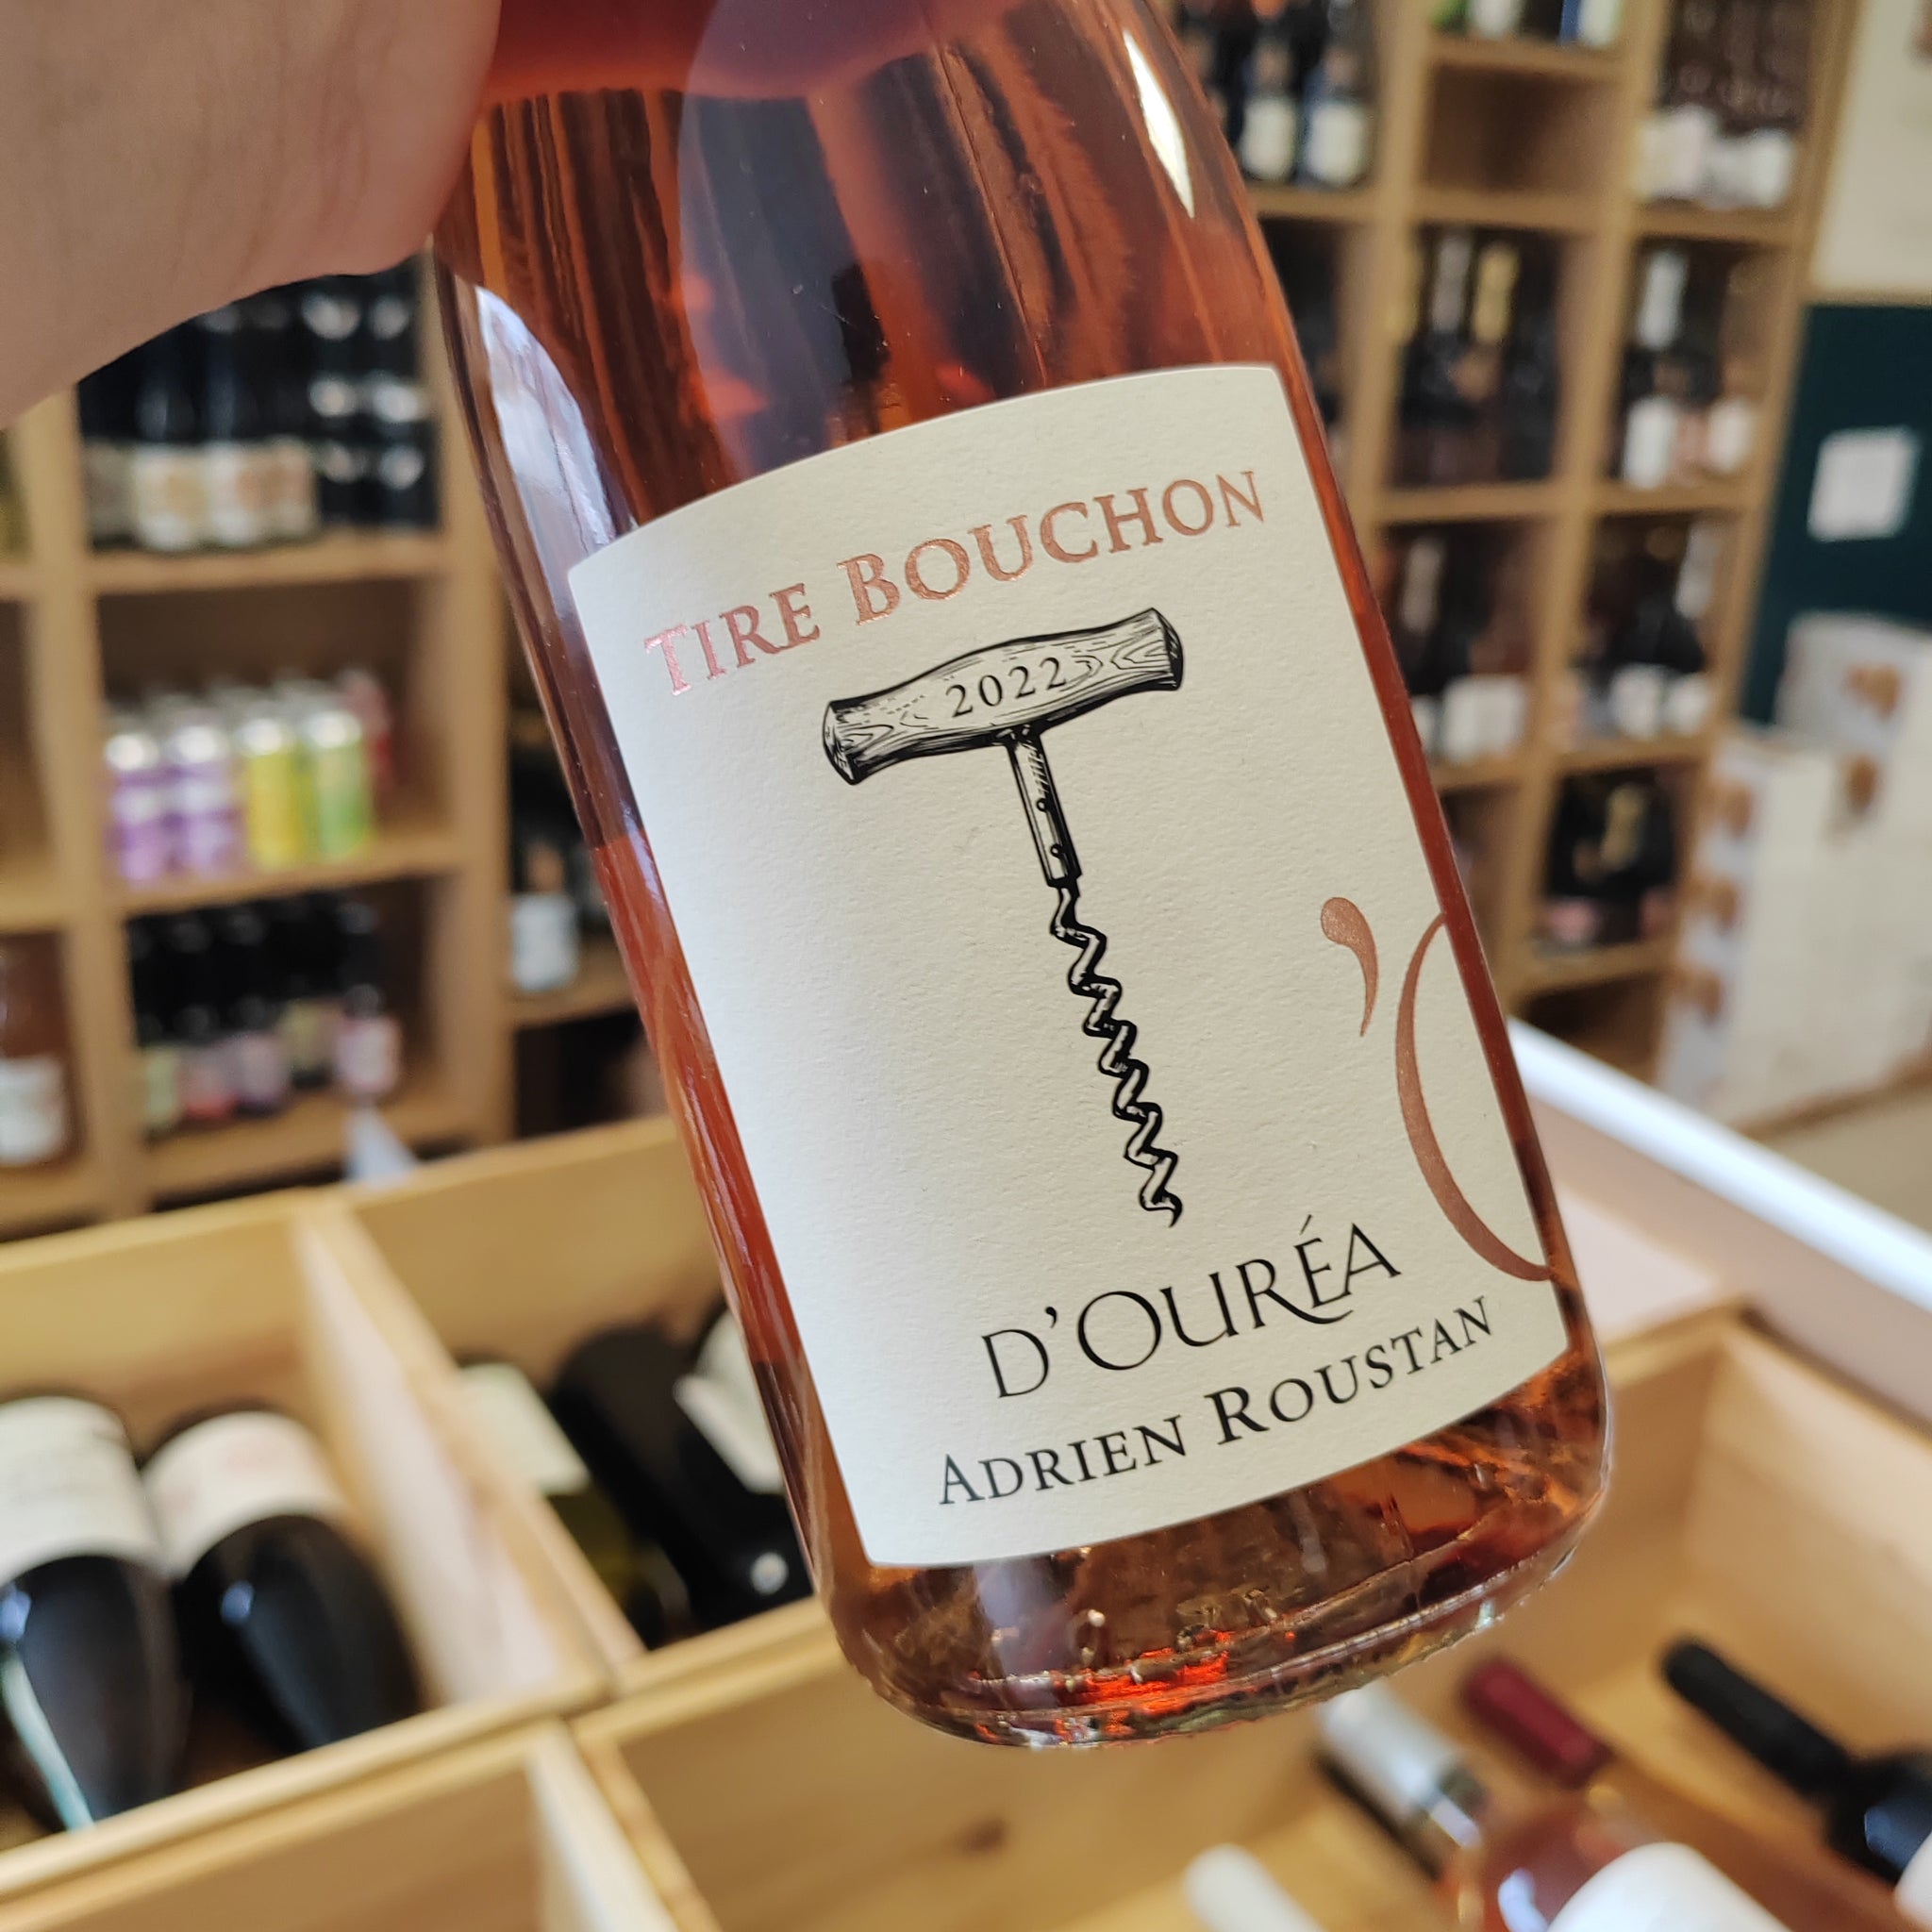 TIRE BOUCHON
2022
'O
D'OURÉA
ADRIEN ROUSTAN